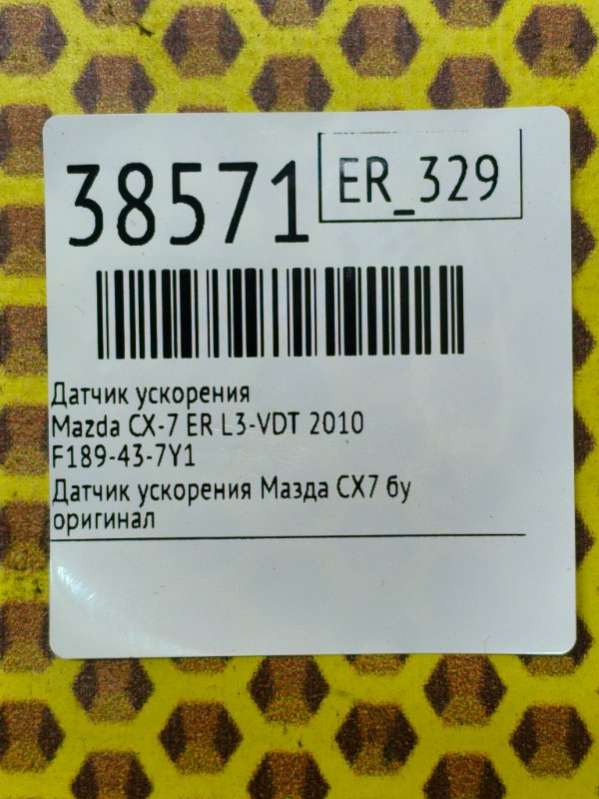 38571
ER_329
Датчик ускорения
Mazda CX-7 ER L3-VDT 2010
F189-43-7Y1
Датчик ускорения Мазда СХ7 бу
оригинал